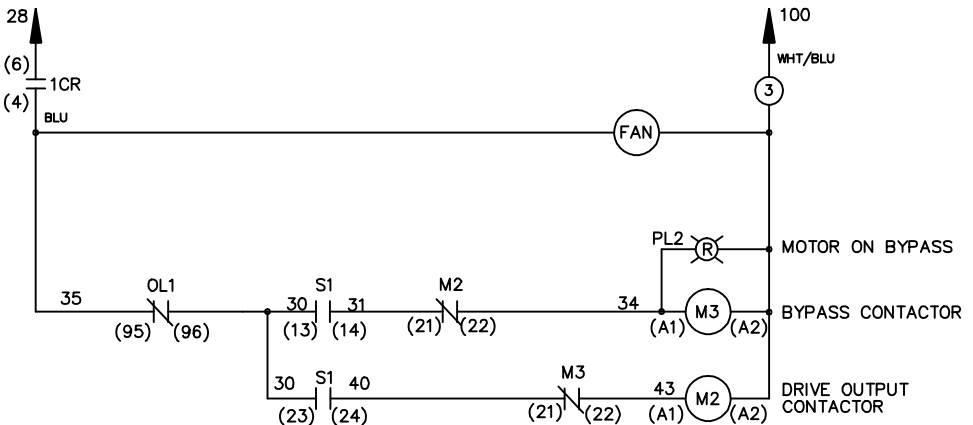 28
100
(6)
WHT/BLU
1CR
3
(4)
BLU
FAN
PL2
R
MOTOR ON BYPASS
35
OL1
30
S1
31
M2
34
M3
BYPASS CONTACTOR
(95)
(96)
(13)
(14)
(21)
(22)
(A1)
(A2)
30
S1
40
M3
43
M2
DRIVE OUTPUT
CONTACTOR
(23)
(24)
(21)
(22)
(A1)
(A2)